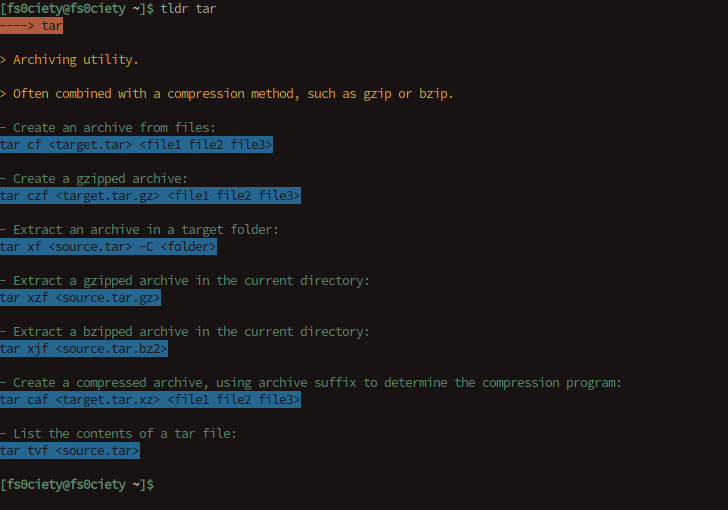 [fs0ciety@fs0ciety ~]$ tldr tar
----> tar
> Archiving utility.
> Often combined with a compression method, such as gzip or bzip.
- Create an archive from files:
tar cf <target.tar> <file1 file2 file3>
- Create a gzipped archive:
tar czf <target.tar.gz> <file1 file2 file3>
- Extract an archive in a target folder:
tar xf <source.tar> -C <folder>
- Extract a gzipped archive in the current directory:
tar xzf <source.tar.gz>
- Extract a bzipped archive in the current directory:
tar xjf <source.tar.bz2>
- Create a compressed archive, using archive suffix to determine the compression program:
tar caf <target.tar.xz> <file1 file2 file3>
- List the contents of a tar file:
tar tvf <source.tar>
[fs0ciety@fs0ciety ~]$